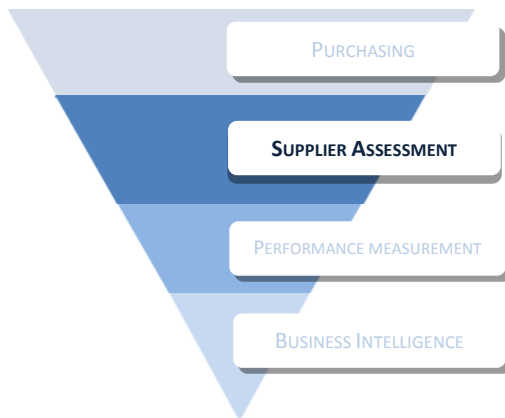 PURCHASING
SUPPLIER ASSESSMENT
PERFORMANCE MEASUREMENT
BUSINESS INTELLIGENCE